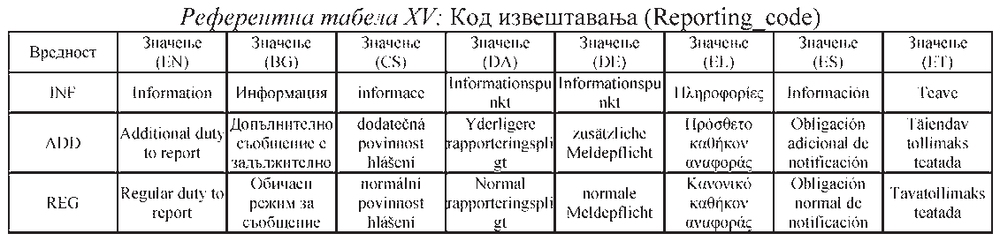 Референтна табела XV: Код извештавања (Reporting_code)
Вредност Значење (EN) Значење (BG) Значење (CS) Значење (DA) Значење (DE) Значење (EL) Значење (ES) Значење (ET)
INF Information Информация informace Informationspunkt Informationspunkt Πληροφορίες Información Teave
ADD Additional duty to report Допълнително съобщение с задължително dodatečná povinnost hlášení Yderligere rapporteringspligt zusätzliche Meldepflicht Πρόσθετο καθήκον αναφοράς Obligación adicional de notificación Täiendav tollimaks teatada
REG Regular duty to report Обичаен режим за съобщение normální povinnost hlášení Normal rapporteringspligt normale Meldepflicht Κανονικό καθήκον αναφοράς Obligación normal de notificación Tavatollimaks teatada